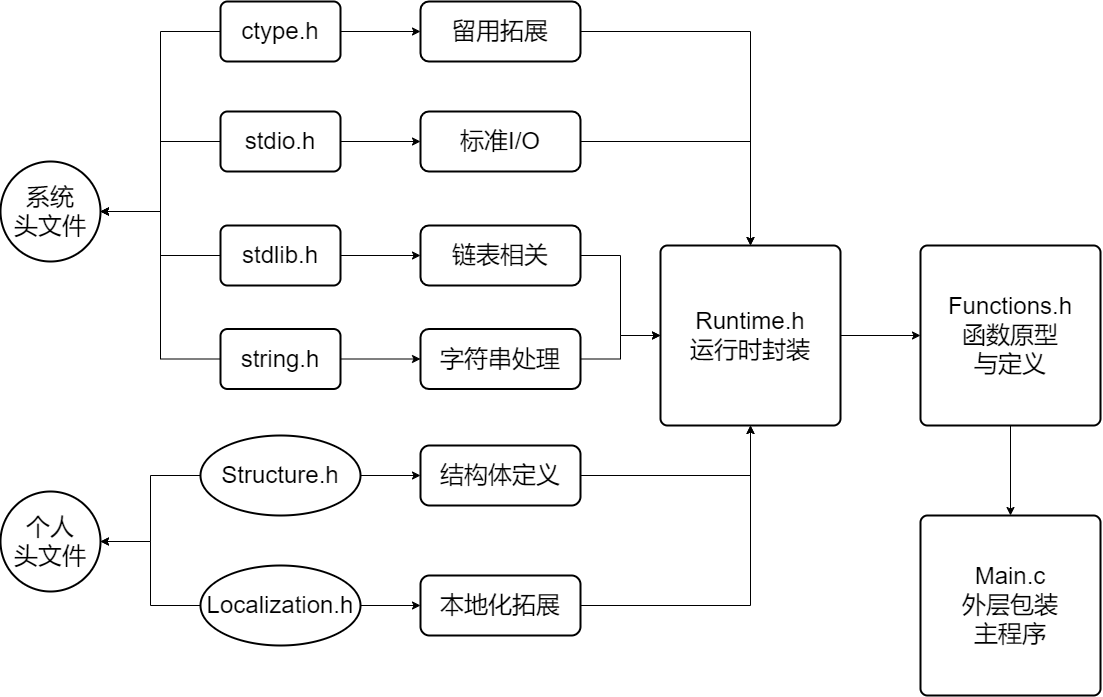 ctype.h
留用拓展
stdio.h
标准I/O
系统
头文件
stdlib.h
链表相关
string.h
字符串处理
Runtime.h
运行时封装
Functions.h
函数原型
与定义
Structure.h
结构体定义
个人
头文件
Localization.h
本地化拓展
Main.c
外层包装
主程序